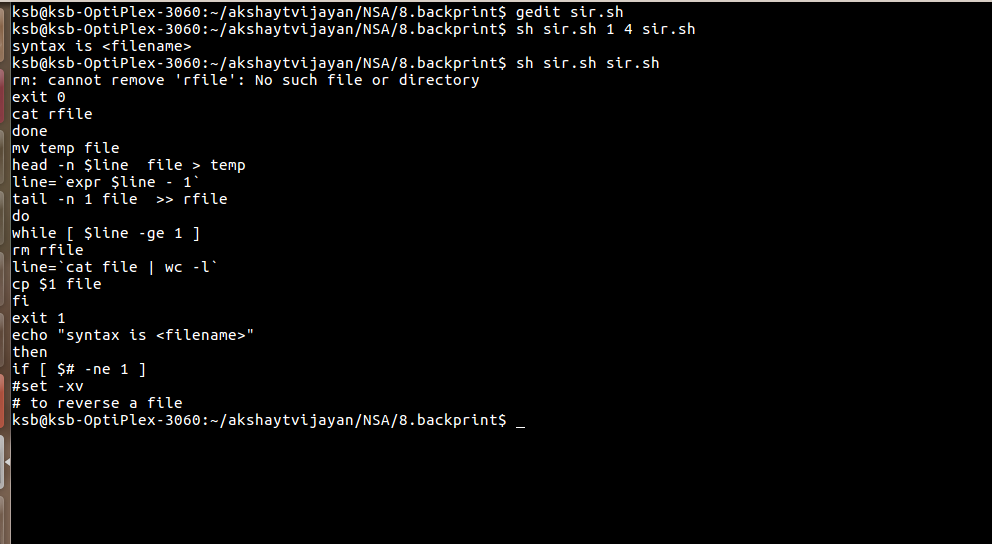 ksb@ksb-OptiPlex-3060:~/akshaytvijayan/NSA/8.backprint$ gedit sir.sh
ksb@ksb-OptiPlex-3060:~/akshaytvijayan/NSA/8.backprint$ sh sir.sh 1 4 sir.sh
syntax is <filename>
ksb@ksb-OptiPlex-3060:~/akshaytvijayan/NSA/8.backprint$ sh sir.sh sir.sh
rm: cannot remove 'rfile': No such file or directory
exit 0
cat rfile
done
mv temp file
head -n $line  file > temp
line=`expr $line - 1`
tail -n 1 file  >> rfile
do
while [ $line -ge 1 ]
rm rfile
line=`cat file | wc -l`
cp $1 file
fi
exit 1
echo "syntax is <filename>"
then
if [ $# -ne 1 ]
#set -xv
# to reverse a file
ksb@ksb-OptiPlex-3060:~/akshaytvijayan/NSA/8.backprint$ _